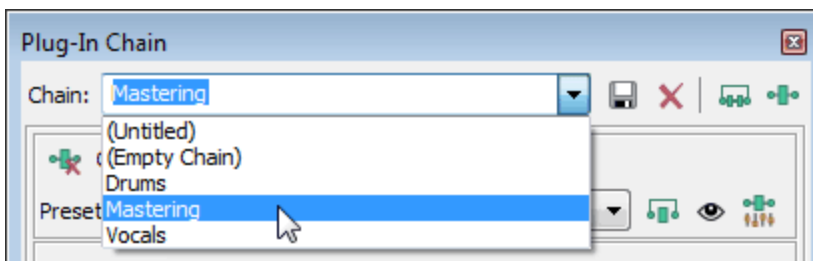 Plug-In Chain
Chain: Mastering
(Untitled)
(Empty Chain)
Drums
Preset Mastering
Vocals